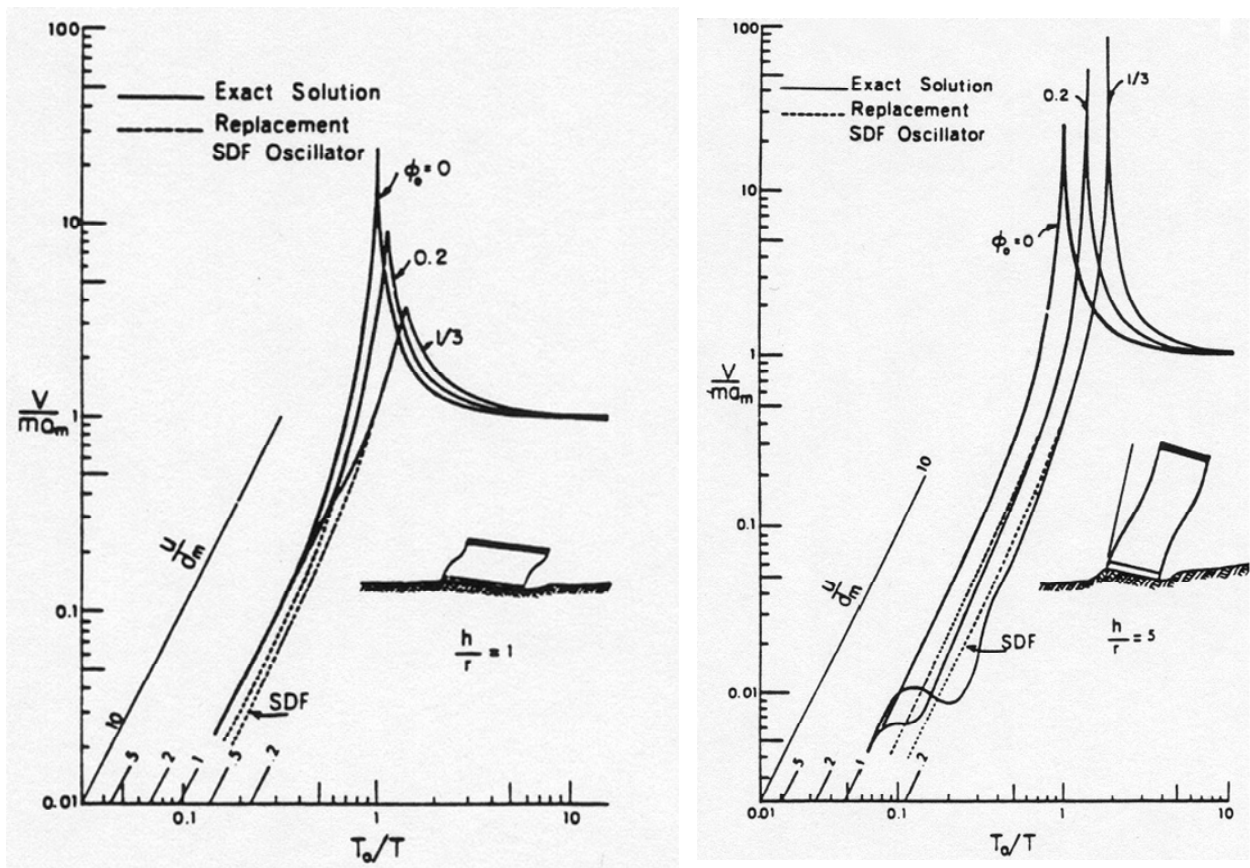 100
Exact Solution
Replacement
SDF Oscillator
ϕₒ=0
10
0.2
1/3
V
maₘ
1
u
dₘ
0.1
h
r = 1
SDF
10
5
2
1
.5
.2
0.01
0.1
1
10
Tₒ/T
100
Exact Solution
Replacement
SDF Oscillator
0.2
1/3
10
ϕₒ=0
V
maₘ
1
10
u
dₘ
0.1
h
r = 5
SDF
0.01
5
2
1
.2
0.01
0.1
1
10
Tₒ/T